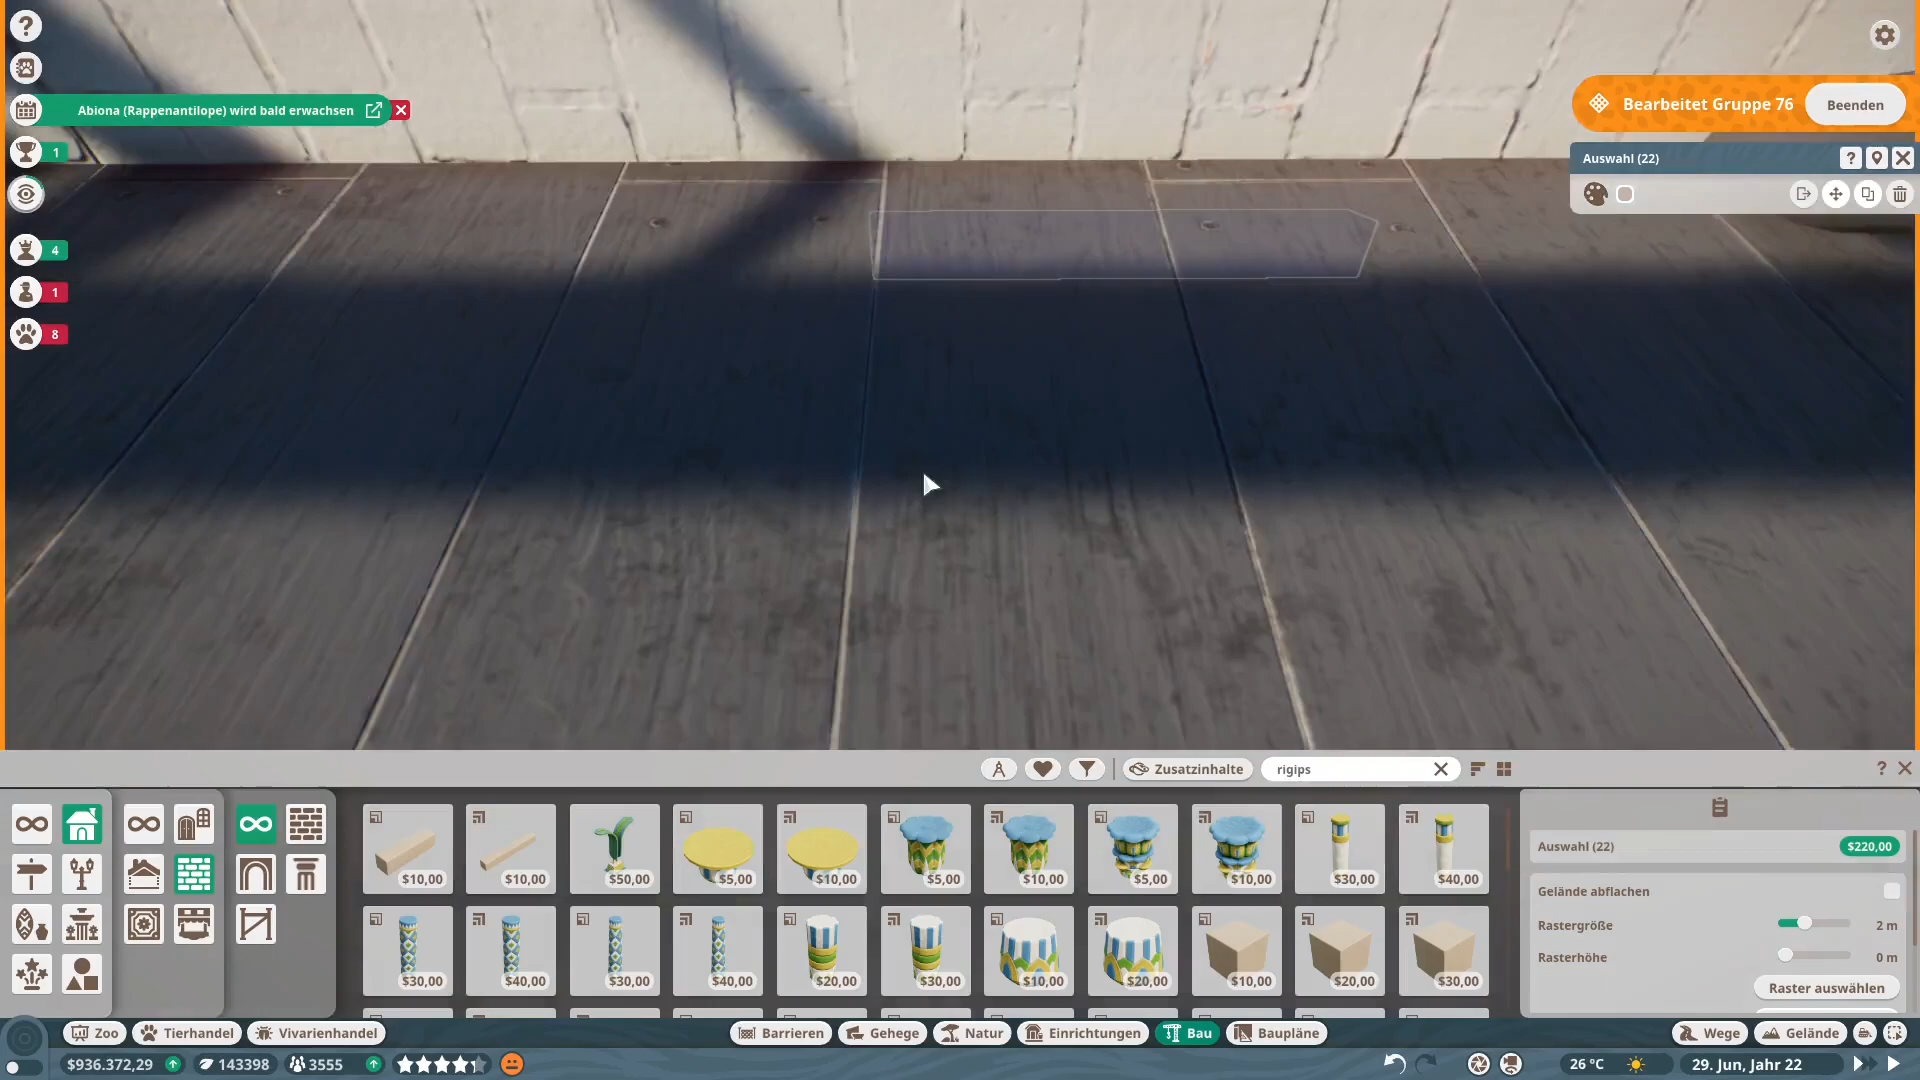 ?
Abiona (Rappenantilope) wird bald erwachsen
1
4
1
8
Bearbeitet Gruppe 76
Beenden
Auswahl (22)
?
Zusatzinhalte
rigips
?
$10,00
$10,00
$50,00
$5,00
$10,00
$5,00
$10,00
$5,00
$10,00
$30,00
$40,00
$30,00
$40,00
$30,00
$40,00
$20,00
$30,00
$10,00
$20,00
$10,00
$20,00
$30,00
Auswahl (22)
$220,00
Gelände abflachen
Rastergröße
2 m
Rasterhöhe
0 m
Raster auswählen
Zoo
Tierhandel
Vivarienhandel
Barrieren
Gehege
Natur
Einrichtungen
Bau
Baupläne
Wege
Gelände
$936.372,29
143398
3555
26 °C
29. Jun, Jahr 22